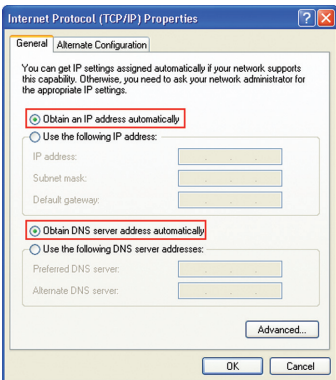 Internet Protocol (TCP/IP) Properties
General Alternate Configuration
You can get IP settings assigned automatically if your network supports
this capability. Otherwise, you need to ask your network administrator for
the appropriate IP settings.
Obtain an IP address automatically
Use the following IP address:
IP address:
Subnet mask:
Default gateway:
Obtain DNS server address automatically
Use the following DNS server addresses:
Preferred DNS server:
Alternate DNS server:
Advanced...
OK Cancel